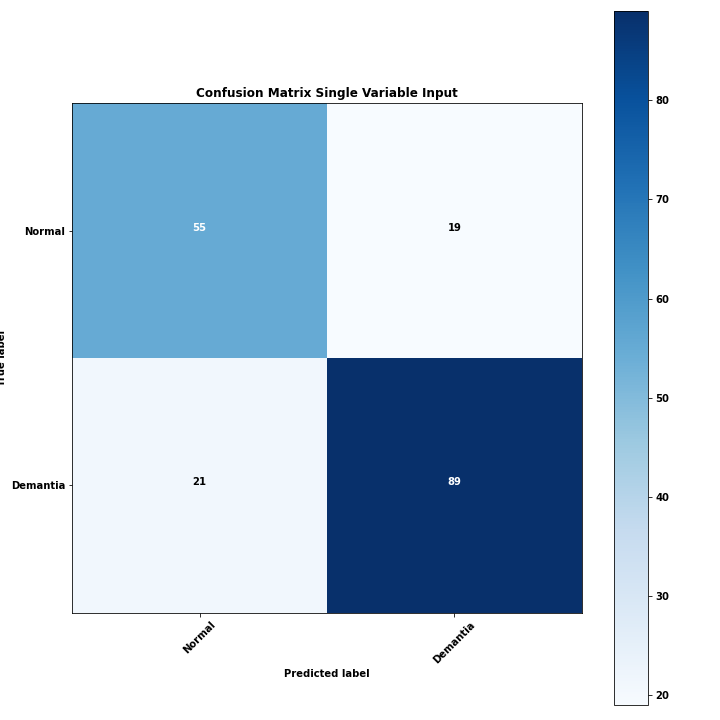 Confusion Matrix Single Variable Input
80
70
60
50
40
30
20
Normal
55
19
Demantia
21
89
Normal
Demantia
Predicted label